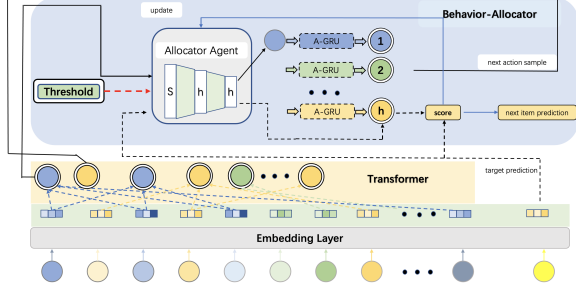 update
Behavior-Allocator
Allocator Agent
A-GRU
1
A-GRU
2
next action sample
Threshold
S
h
h
A-GRU
h
score
next item prediction
Transformer
target prediction
Embedding Layer